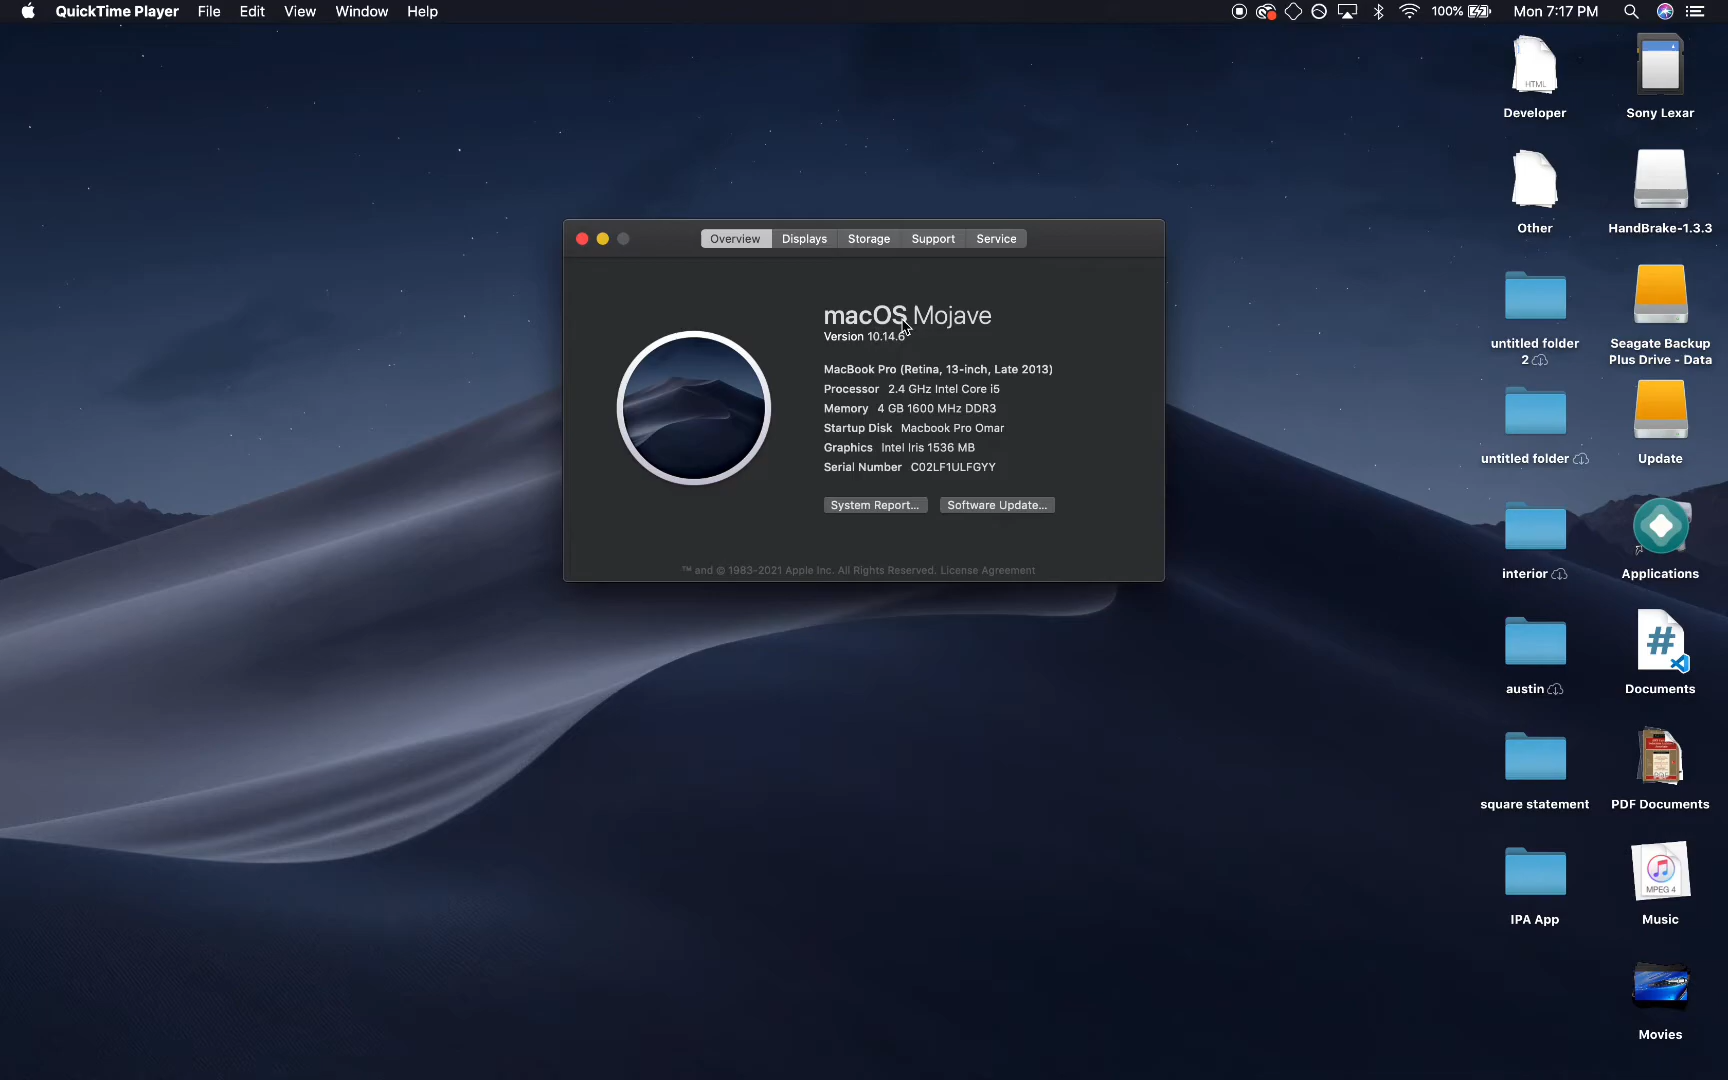 QuickTime Player File Edit View Window Help 100% Mon 7:17 PM
Overview Displays Storage Support Service
macOS Mojave
Version 10.14.6
MacBook Pro (Retina, 13-inch, Late 2013)
Processor 2.4 GHz Intel Core i5
Memory 4 GB 1600 MHz DDR3
Startup Disk Macbook Pro Omar
Graphics Intel Iris 1536 MB
Serial Number C02LF1ULFGYY
System Report... Software Update...
™ and © 1983-2021 Apple Inc. All Rights Reserved. License Agreement
HTML
Developer
Sony Lexar
Other
HandBrake-1.3.3
untitled folder
2
Seagate Backup
Plus Drive - Data
untitled folder
Update
interior
Applications
austin
#
Documents
square statement
PDF Documents
IPA App
MPEG 4
Music
Movies